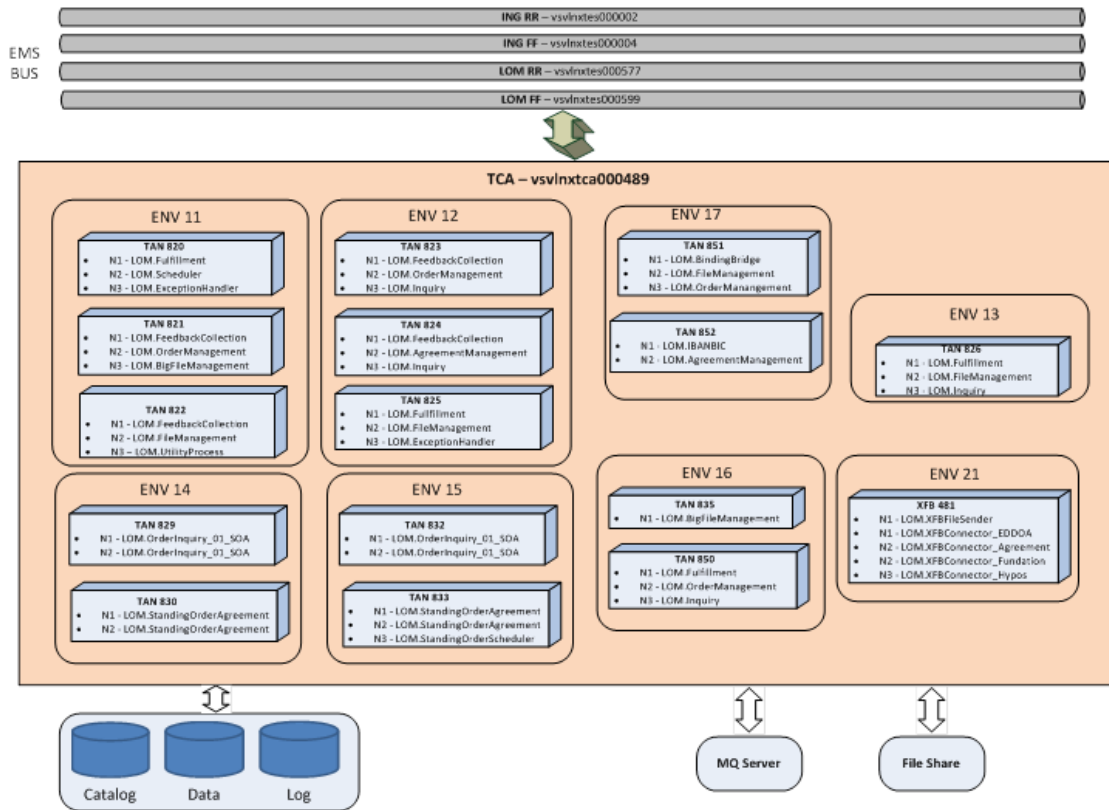 ING RR – vsvlnxtes000002
ING FF – vsvlnxtes000004
EMS
BUS
LOM RR – vsvlnxtes000577
LOM FF – vsvlnxtes000599
TCA – vsvlnxtca000489
ENV 11
TAN 820
• N1 - LOM.Fulfillment
• N2 - LOM.Scheduler
• N3 - LOM.ExceptionHandler
TAN 821
• N1 - LOM.FeedbackCollection
• N2 - LOM.OrderManagement
• N3 - LOM.BigFileManagement
TAN 822
• N1 - LOM.FeedbackCollection
• N2 - LOM.FileManagement
• N3 – LOM.UtilityProcess
ENV 12
TAN 823
• N1 - LOM.FeedbackCollection
• N2 - LOM.OrderManagement
• N3 - LOM.Inquiry
TAN 824
• N1 - LOM.FeedbackCollection
• N2 - LOM.AgreementManagement
• N3 - LOM.Inquiry
TAN 825
• N1 - LOM.Fullfillment
• N2 - LOM.FileManagement
• N3 - LOM.ExceptionHandler
ENV 17
TAN 851
• N1 - LOM.BindingBridge
• N2 - LOM.FileManagement
• N3 - LOM.OrderManangement
TAN 852
• N1 - LOM.IBANBIC
• N2 - LOM.AgreementManagement
ENV 13
TAN 826
• N1 - LOM.Fulfillment
• N2 - LOM.FileManagement
• N3 - LOM.Inquiry
ENV 14
TAN 829
• N1 - LOM.OrderInquiry_01_SOA
• N2 - LOM.OrderInquiry_01_SOA
TAN 830
• N1 - LOM.StandingOrderAgreement
• N2 - LOM.StandingOrderAgreement
ENV 15
TAN 832
• N1 - LOM.OrderInquiry_01_SOA
• N2 - LOM.OrderInquiry_01_SOA
TAN 833
• N1 - LOM.StandingOrderAgreement
• N2 - LOM.StandingOrderAgreement
• N3 - LOM.StandingOrderScheduler
ENV 16
TAN 835
• N1 - LOM.BigFileManagement
TAN 850
• N1 - LOM.Fulfillment
• N2 - LOM.OrderManagement
• N3 - LOM.Inquiry
ENV 21
XFB 481
• N1 - LOM.XFBFileSender
• N1 - LOM.XFBConnector_EDDOA
• N2 - LOM.XFBConnector_Agreement
• N2 - LOM.XFBConnector_Fundation
• N3 - LOM.XFBConnector_Hypos
Catalog
Data
Log
MQ Server
File Share